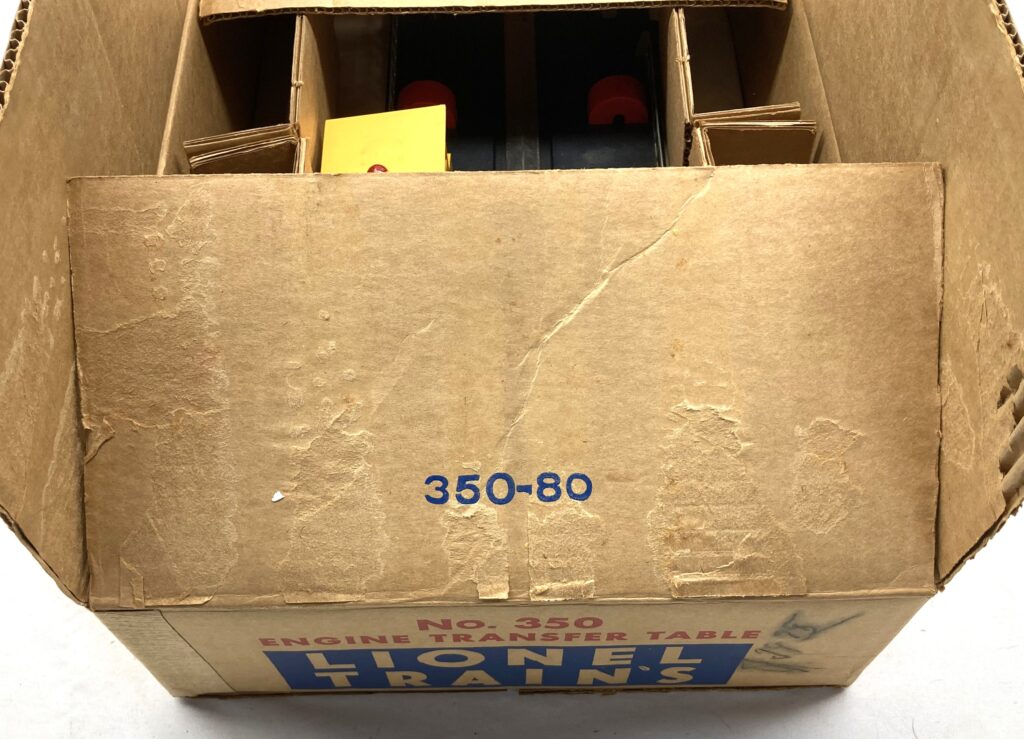 350-80
No. 350
ENGINE TRANSFER TABLE
LIONEL
TRAINS